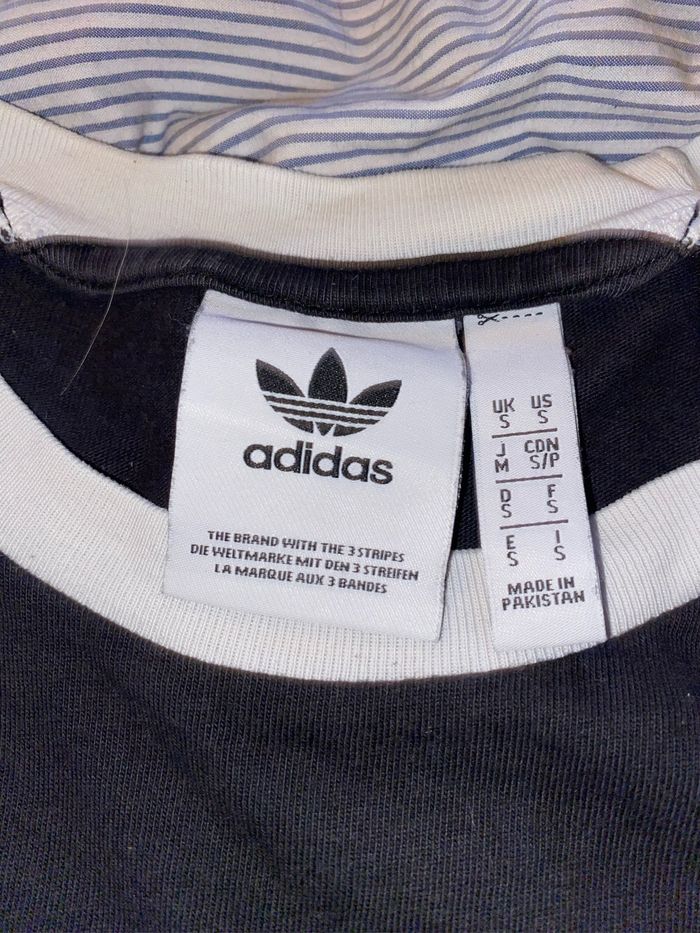 adidas
THE BRAND WITH THE 3 STRIPES
DIE WELTMARKE MIT DEN 3 STREIFEN
LA MARQUE AUX 3 BANDES
UK US
S S
J CDN
M S/P
D F
S S
E I
S S
MADE IN
PAKISTAN